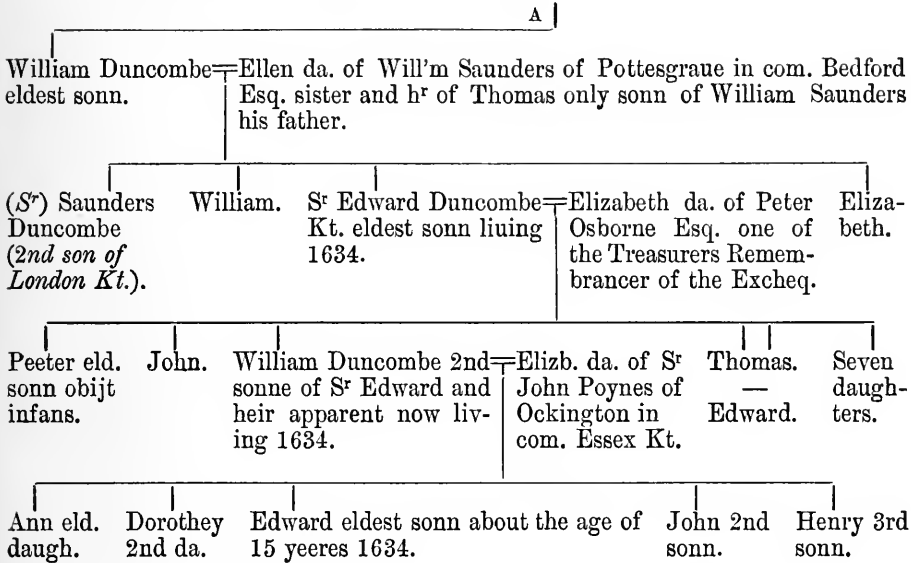 A
William Duncombe
eldest sonn.
Ellen da. of Will'm Saunders of Pottesgraue in com. Bedford
Esq. sister and hʳ of Thomas only sonn of William Saunders
his father.
(Sʳ) Saunders
Duncombe
(2nd son of
London Kt.).
William.
Sʳ Edward Duncombe
Kt. eldest sonn liuing
1634.
Elizabeth da. of Peter
Osborne Esq. one of
the Treasurers Remem-
brancer of the Excheq.
Eliza-
beth.
Peeter eld.
sonn obijt
infans.
John.
William Duncombe 2nd
sonne of Sʳ Edward and
heir apparent now liv-
ing 1634.
Elizb. da. of Sʳ
John Poynes of
Ockington in
com. Essex Kt.
Thomas.
—
Edward.
Seven
daugh-
ters.
Ann eld.
daugh.
Dorothey
2nd da.
Edward eldest sonn about the age of
15 yeeres 1634.
John 2nd
sonn.
Henry 3rd
sonn.